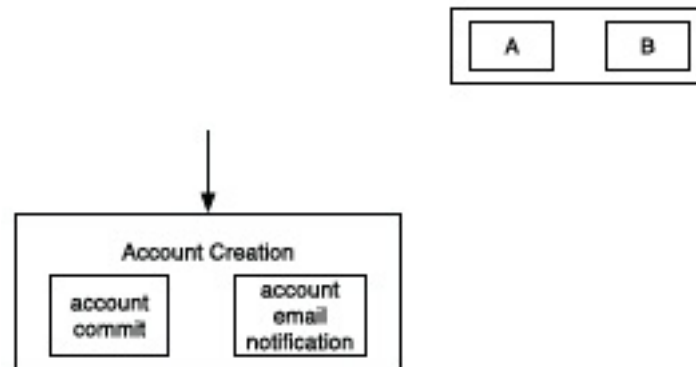 A
B
Account Creation
account
commit
account
email
notification